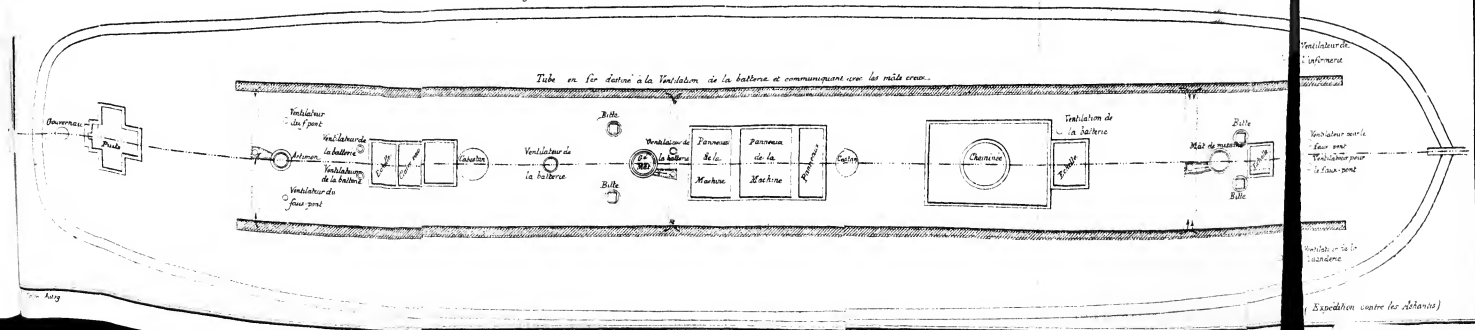 Tube en fer destiné à la Ventilation de la batterie et communiquant avec les mâts creux.
Gouvernail
Puits
Ventilateur
du f. pont
Artimon
Ventilateur du
faux-pont
Ventilateur de
la batterie
Ventilateur
de la batterie
Echelle
Cabestan
Ventilateur de
la batterie
Bitte
Bitte
Ventilateur de
la batterie
Panneau
de la
Machine
Panneau
de la
Machine
Panneau
Cheminée
Echelle
Ventilation de
la batterie
Mât de misaine
Bitte
Bitte
Echelle
Ventilateur de
l'infirmerie
Ventilateur pour le
faux pont
Ventilateur pour
le faux-pont
Ventilateur de la
(Expédition contre les Ashantis)